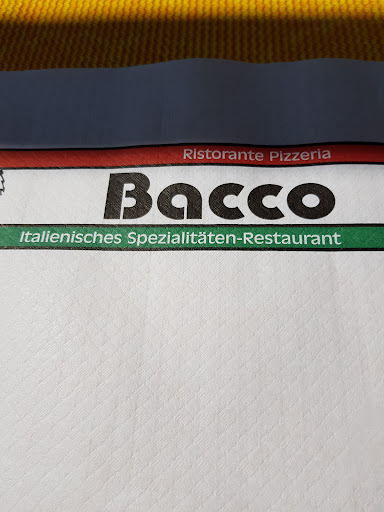 Ristorante Pizzeria
Bacco
Italienisches Spezialitäten-Restaurant